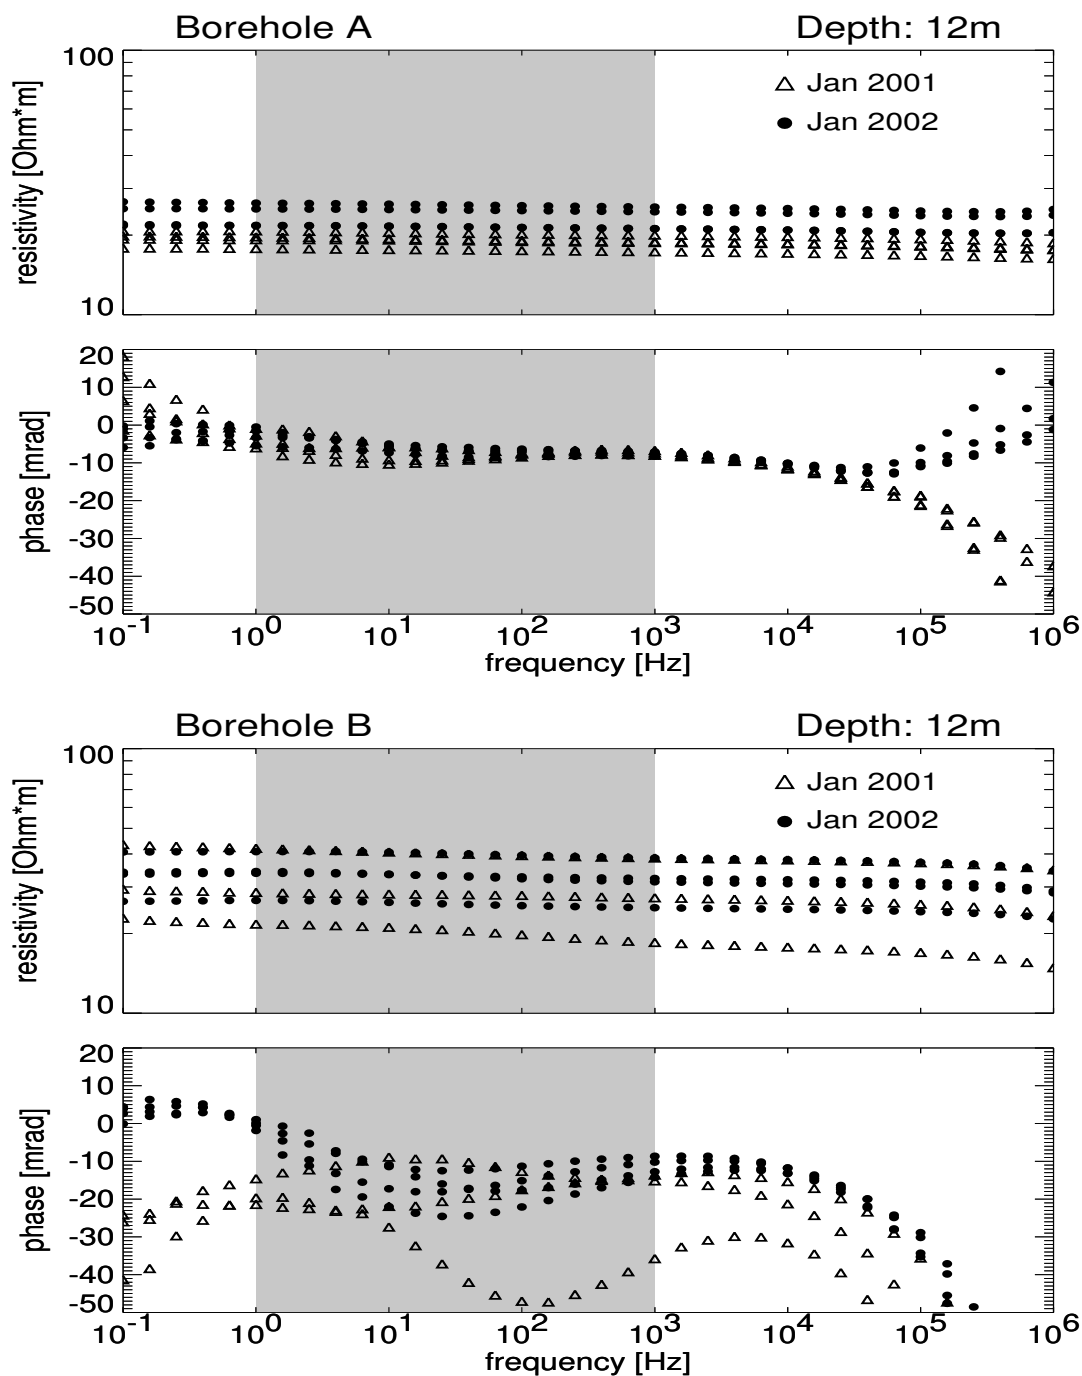 Borehole A Depth: 12m
100
resistivity [Ohm*m]
10
△ Jan 2001
● Jan 2002
20
10
0
-10
-20
-30
-40
-50
phase [mrad]
10^-1 10^0 10^1 10^2 10^3 10^4 10^5 10^6
frequency [Hz]
Borehole B Depth: 12m
100
resistivity [Ohm*m]
10
△ Jan 2001
● Jan 2002
20
10
0
-10
-20
-30
-40
-50
phase [mrad]
10^-1 10^0 10^1 10^2 10^3 10^4 10^5 10^6
frequency [Hz]